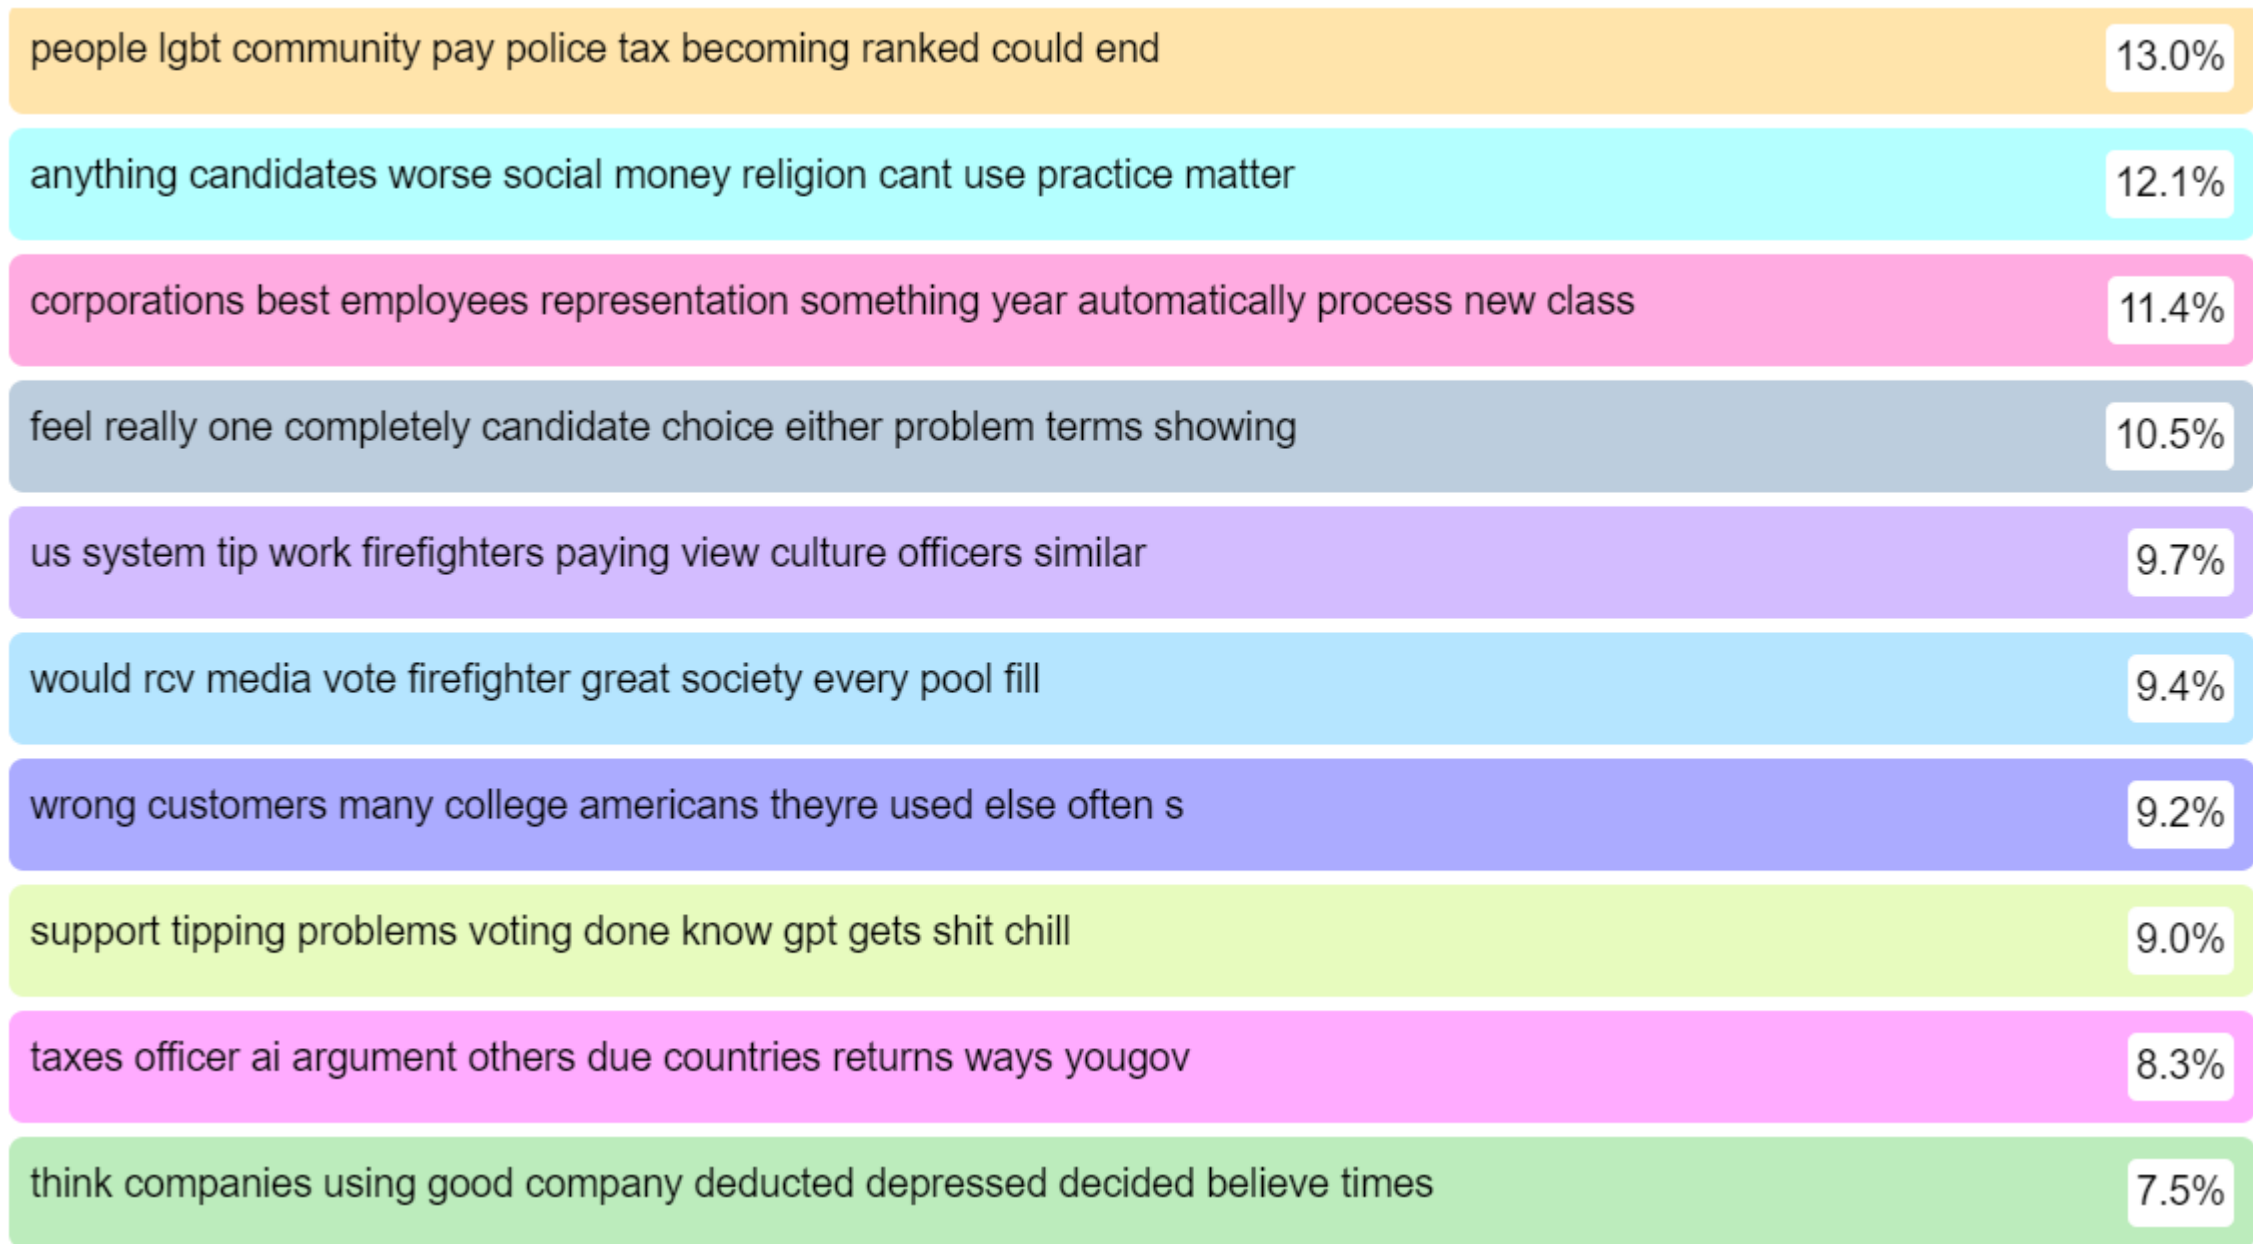 people lgbt community pay police tax becoming ranked could end 13.0%
anything candidates worse social money religion cant use practice matter 12.1%
corporations best employees representation something year automatically process new class 11.4%
feel really one completely candidate choice either problem terms showing 10.5%
us system tip work firefighters paying view culture officers similar 9.7%
would rcv media vote firefighter great society every pool fill 9.4%
wrong customers many college americans theyre used else often s 9.2%
support tipping problems voting done know gpt gets shit chill 9.0%
taxes officer ai argument others due countries returns ways yougov 8.3%
think companies using good company deducted depressed decided believe times 7.5%